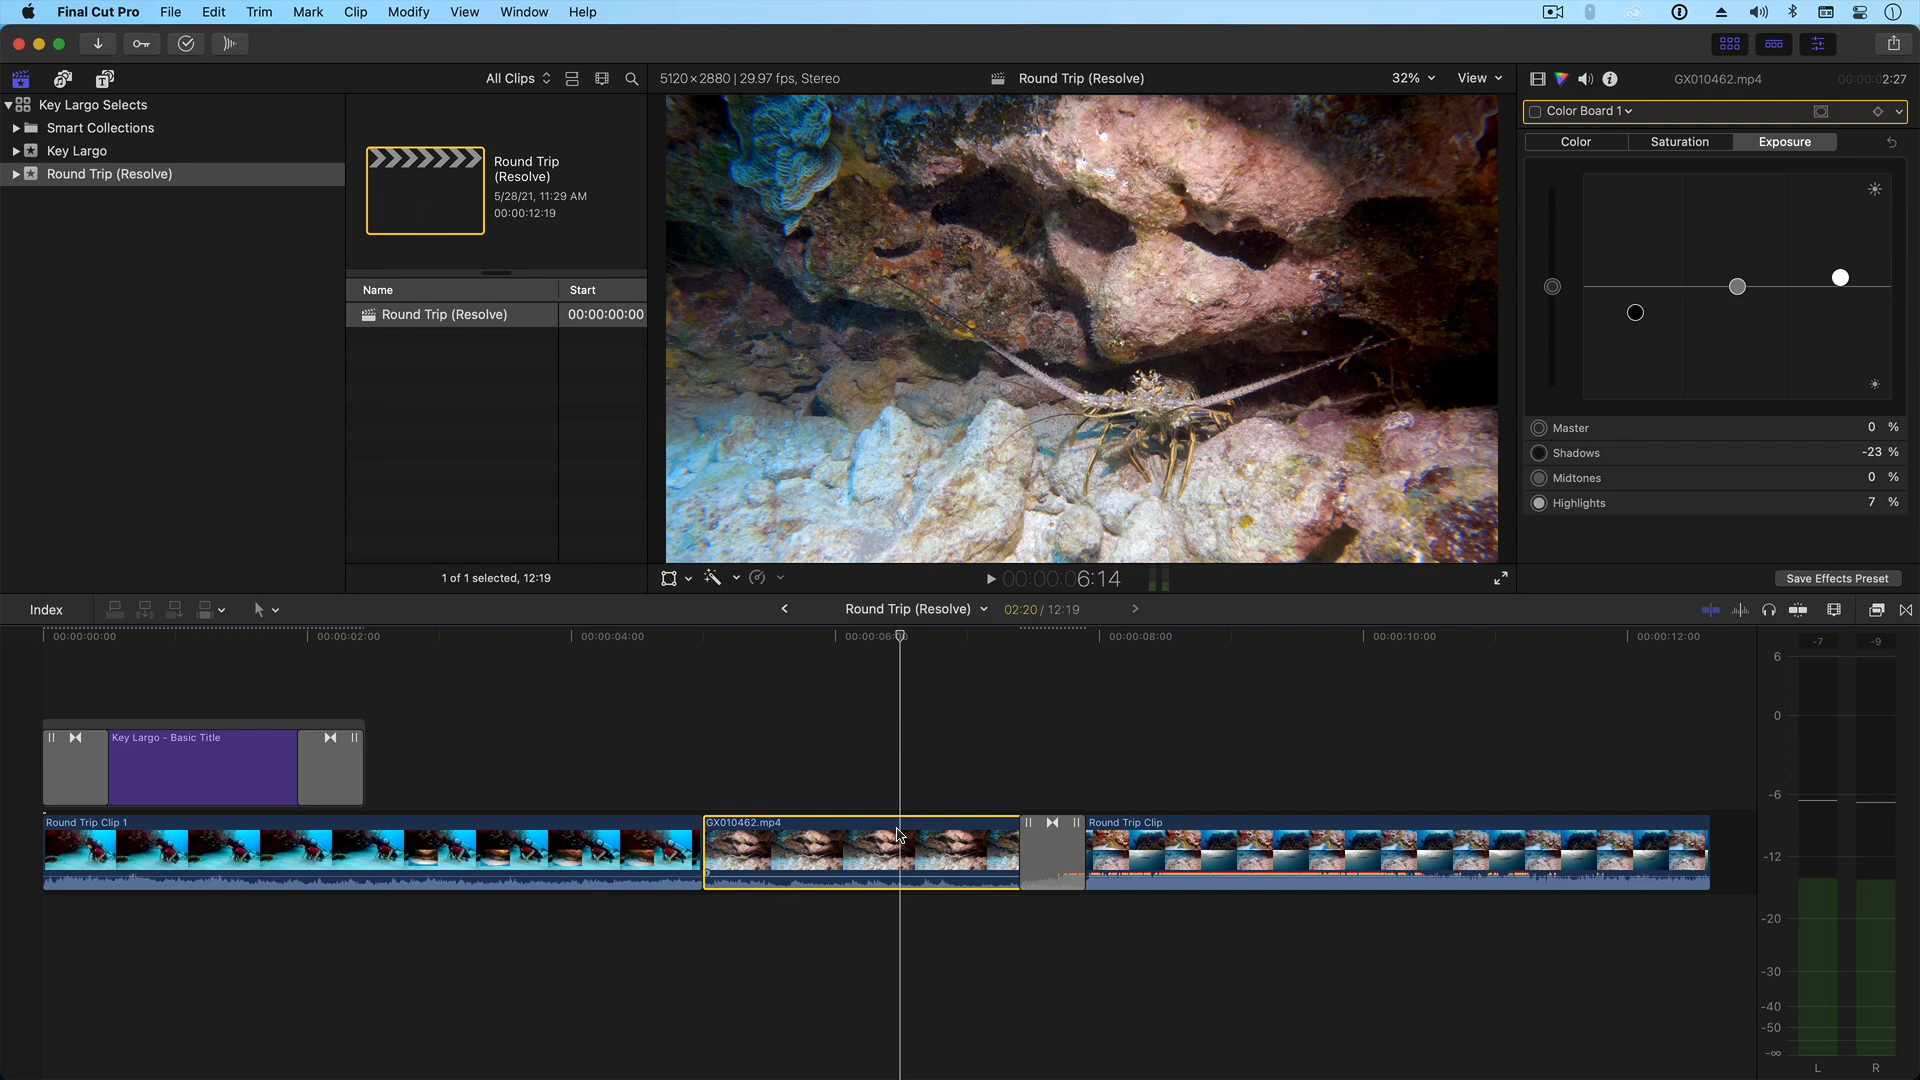 Final Cut Pro File Edit Trim Mark Clip Modify View Window Help
All Clips
5120×2880 | 29.97 fps, Stereo
Round Trip (Resolve)
32%
View
GX010462.mp4
00:00:02:27
Key Largo Selects
Smart Collections
Key Largo
Round Trip (Resolve)
Round Trip
(Resolve)
5/28/21, 11:29 AM
00:00:12:19
Name Start
Round Trip (Resolve) 00:00:00:00
1 of 1 selected, 12:19
Color Board 1
Color Saturation Exposure
Master 0 %
Shadows -23 %
Midtones 0 %
Highlights 7 %
Save Effects Preset
00:00:06:14
Index
Round Trip (Resolve)
02:20 / 12:19
00:00:00:00 00:00:02:00 00:00:04:00 00:00:08:00 00:00:10:00 00:00:12:00
Key Largo - Basic Title
Round Trip Clip 1
GX010462.mp4
Round Trip Clip
-7 -9
6
0
-6
-12
-20
-30
-40
-50
-∞
L R